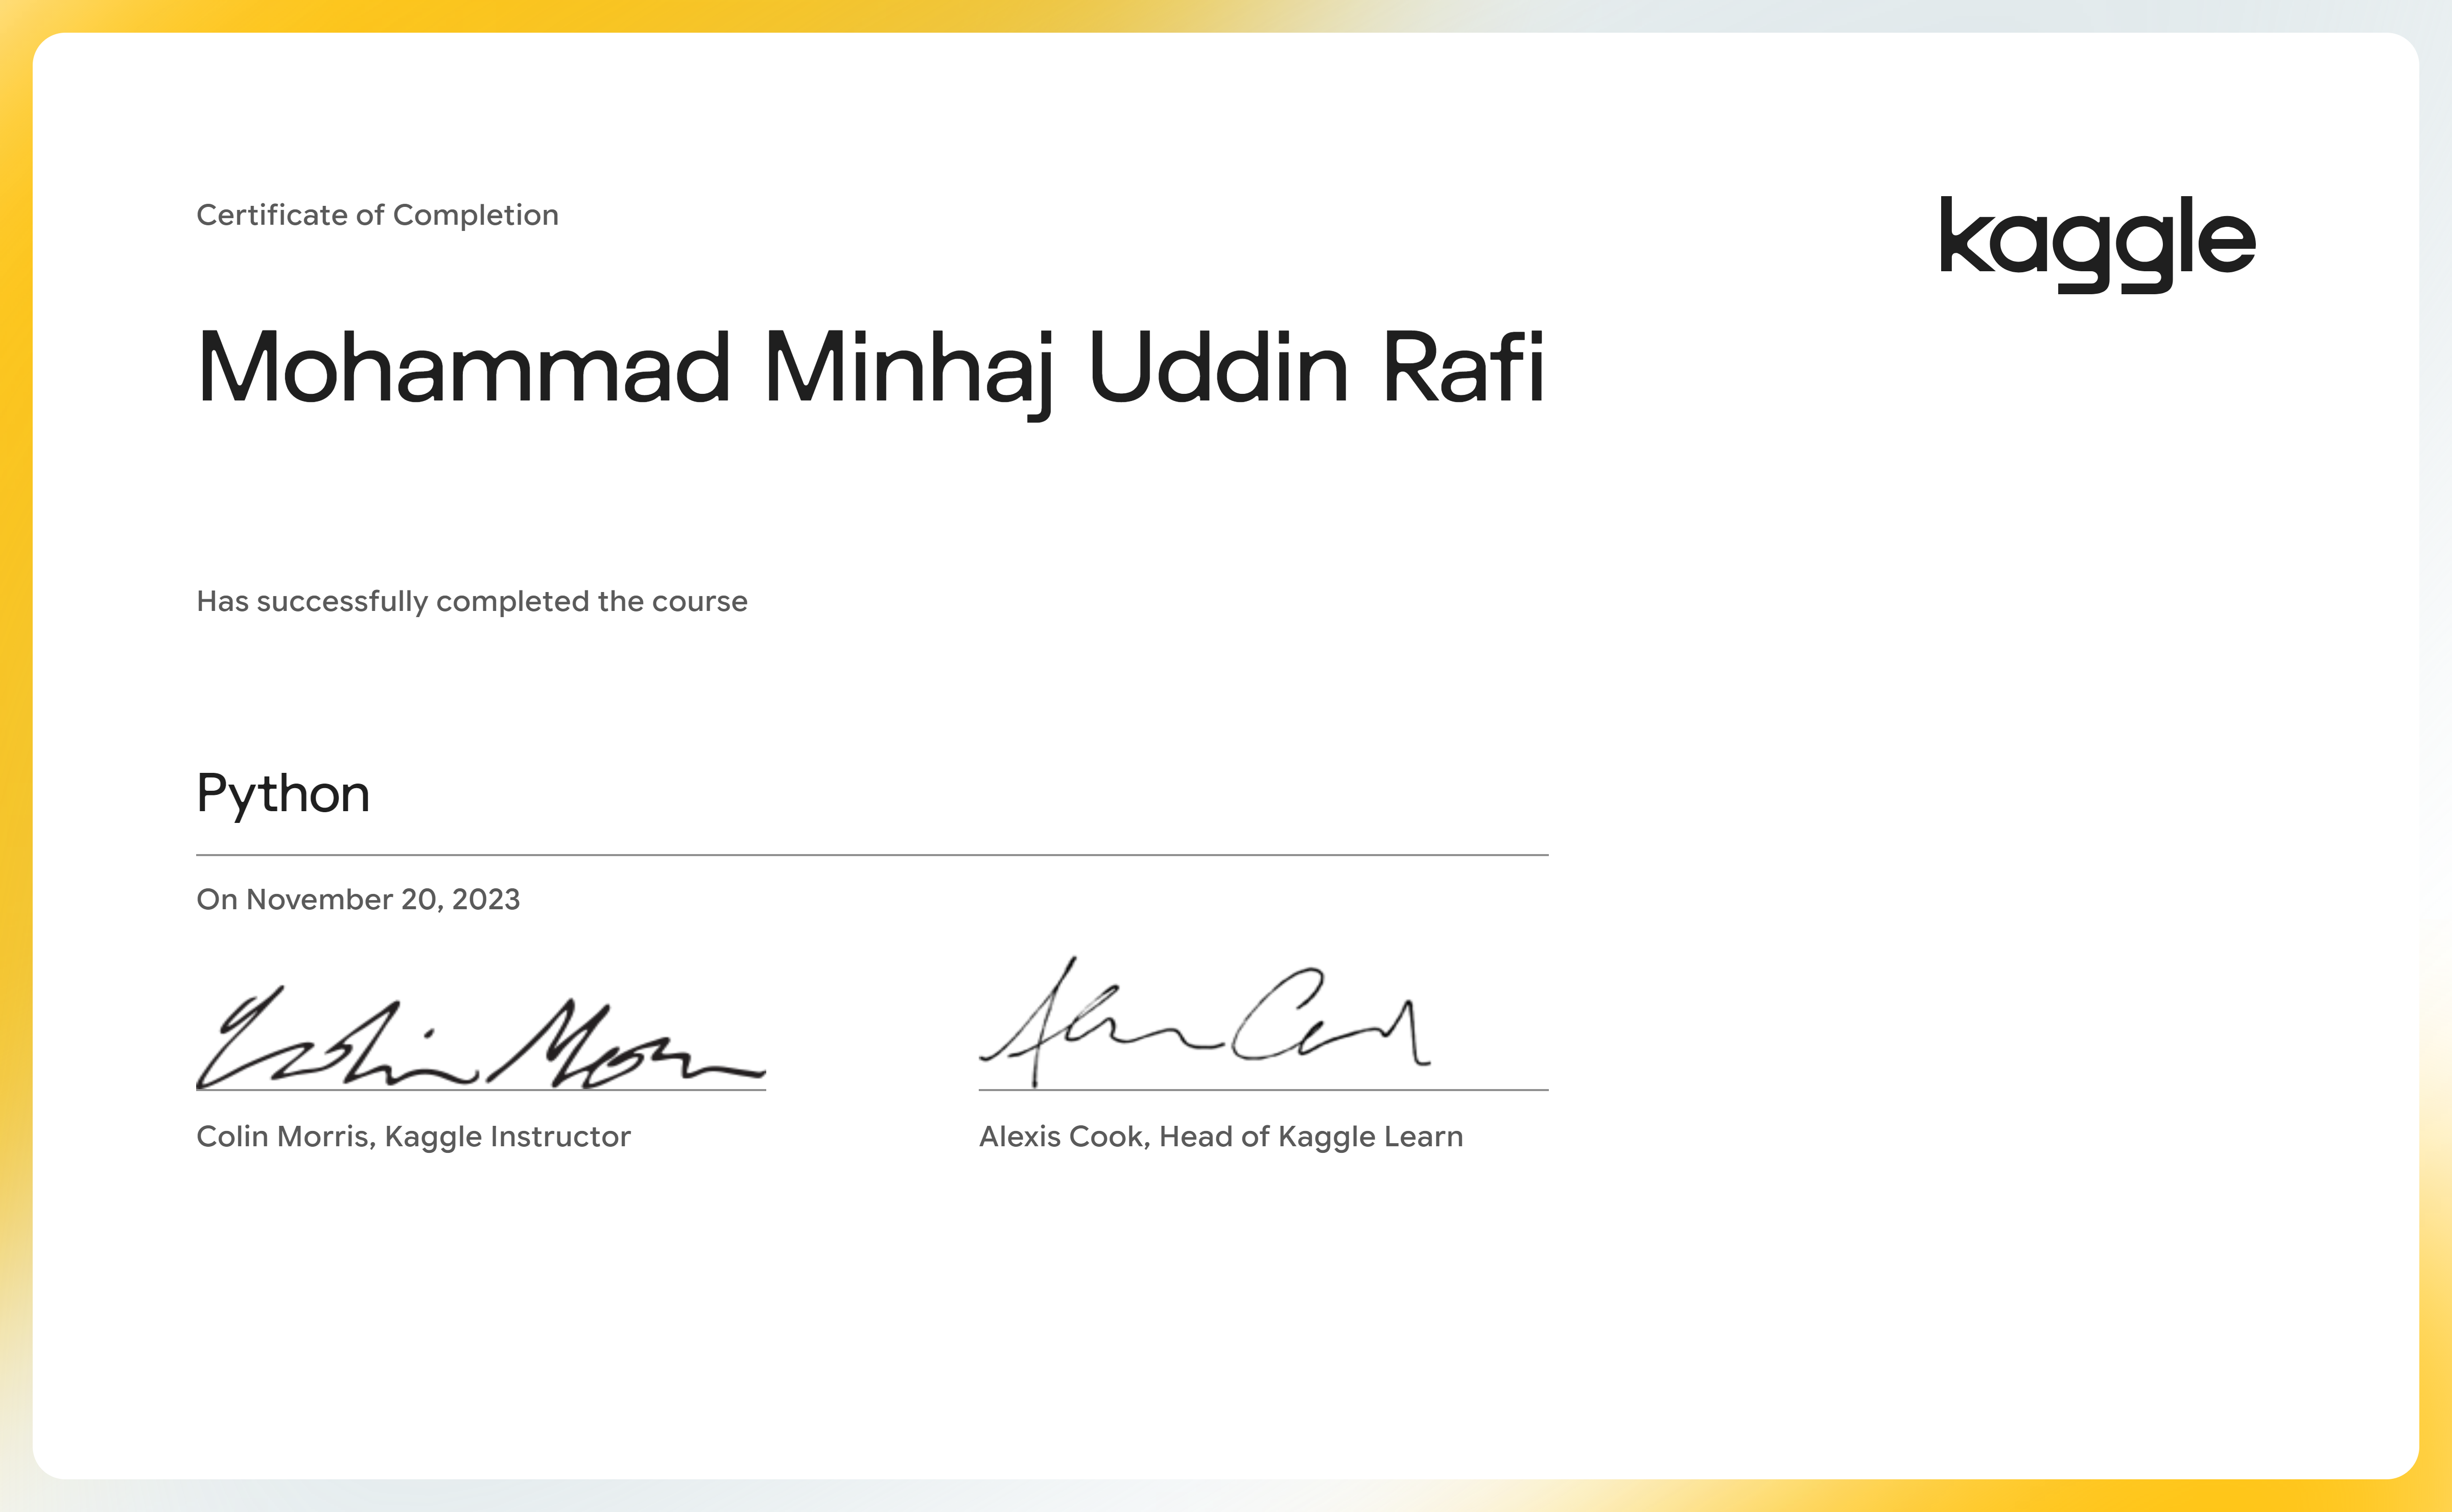 Certificate of Completion
kaggle
Mohammad Minhaj Uddin Rafi
Has successfully completed the course
Python
On November 20, 2023
Colin Morris, Kaggle Instructor
Alexis Cook, Head of Kaggle Learn